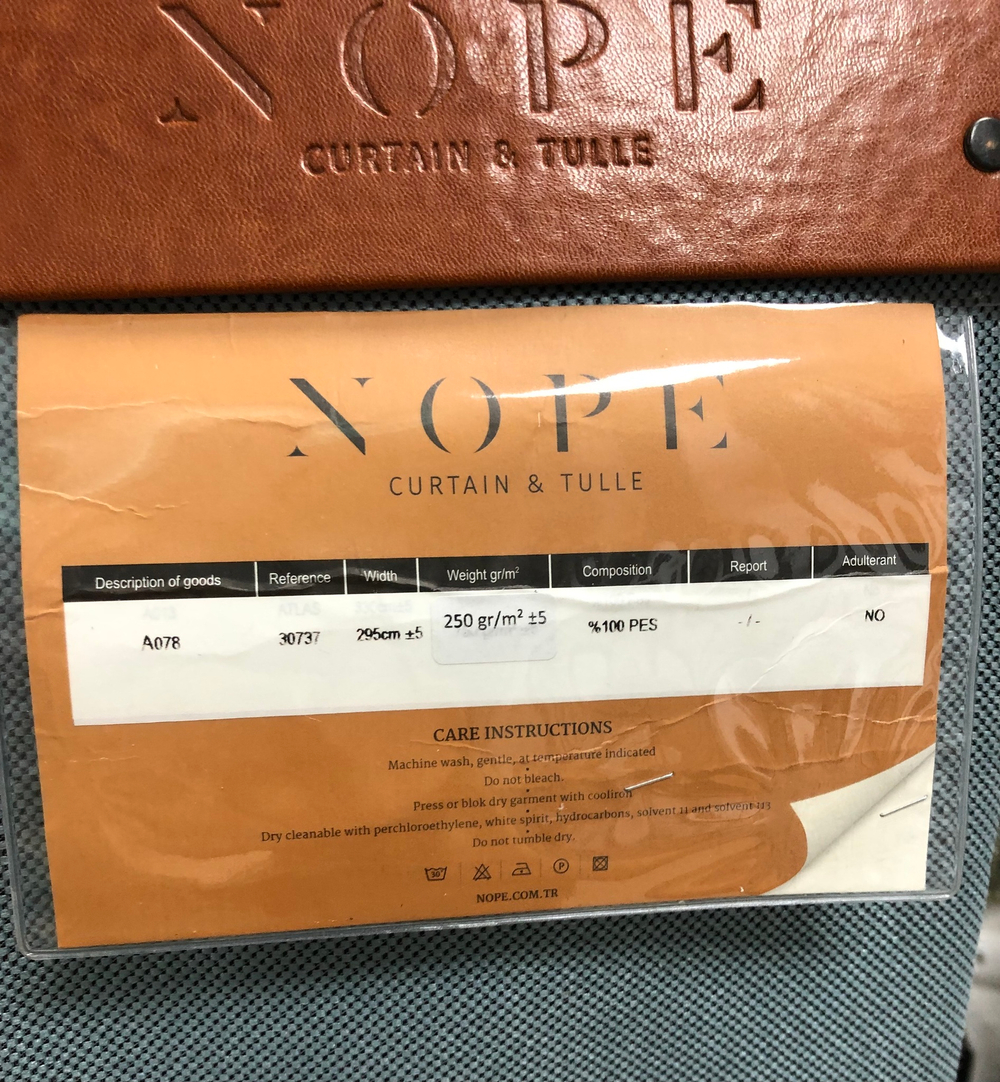 NOPE
CURTAIN & TULLE
NOPE
CURTAIN & TULLE
Description of goods Reference Width Weight gr/m² Composition Report Adulterant
A078 30737 295cm ±5 250 gr/m² ±5 %100 PES -/- NO
CARE INSTRUCTIONS
Machine wash, gentle, at temperature indicated
Do not bleach.
Press or blok dry garment with cooliron
Dry cleanable with perchloroethylene, white spirit, hydrocarbons, solvent 11 and solvent 113
Do not tumble dry.
30° P
NOPE.COM.TR